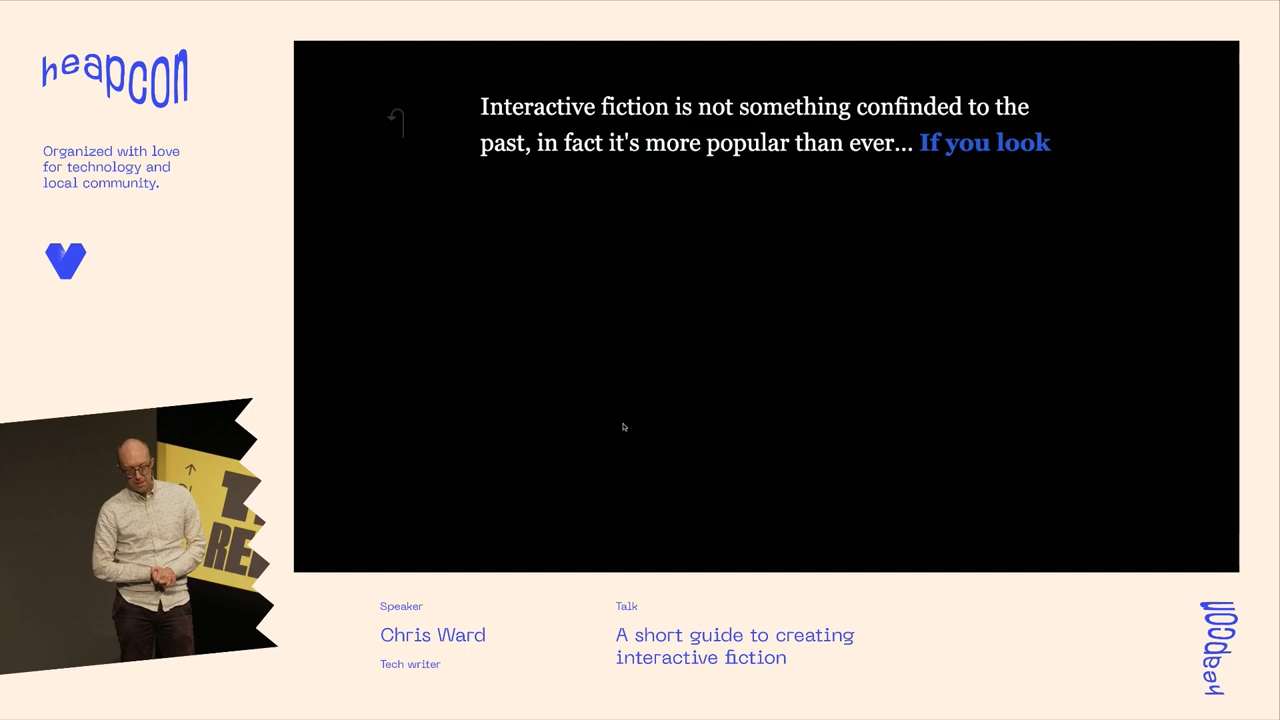 heapcon
Organized with love
for technology and
local community.
Interactive fiction is not something confinded to the
past, in fact it's more popular than ever... If you look
Speaker
Chris Ward
Tech writer
Talk
A short guide to creating
interactive fiction
heapcon